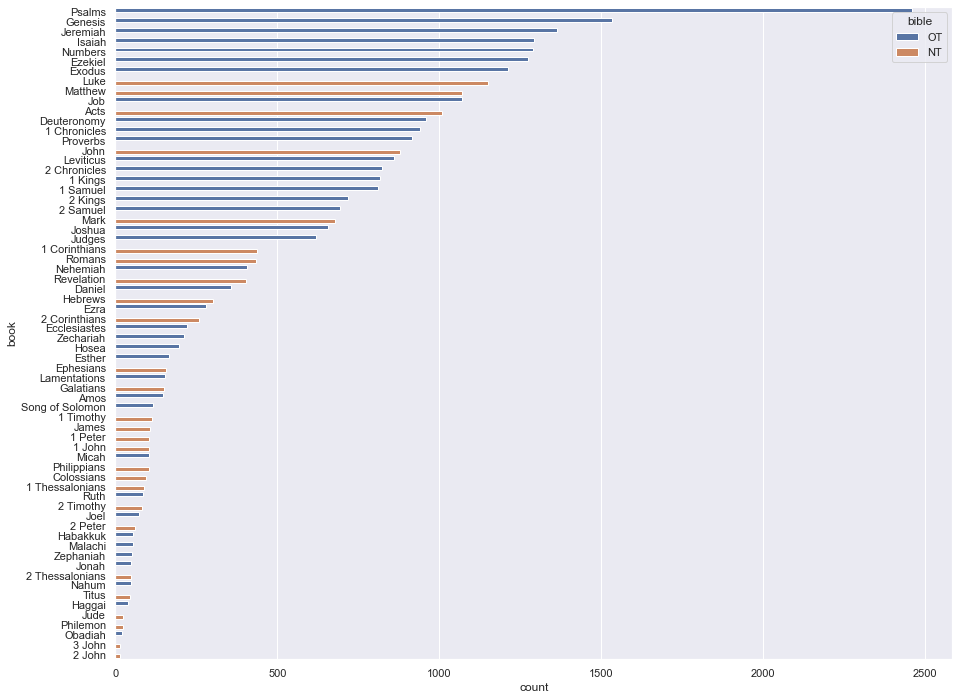 Psalms
Genesis
Jeremiah
Isaiah
Numbers
Ezekiel
Exodus
Luke
Matthew
Job
Acts
Deuteronomy
1 Chronicles
Proverbs
John
Leviticus
2 Chronicles
1 Kings
1 Samuel
2 Kings
2 Samuel
Mark
Joshua
Judges
1 Corinthians
Romans
Nehemiah
Revelation
Daniel
Hebrews
Ezra
2 Corinthians
Ecclesiastes
Zechariah
Hosea
Esther
Ephesians
Lamentations
Galatians
Amos
Song of Solomon
1 Timothy
James
1 Peter
1 John
Micah
Philippians
Colossians
1 Thessalonians
Ruth
2 Timothy
Joel
2 Peter
Habakkuk
Malachi
Zephaniah
Jonah
2 Thessalonians
Nahum
Titus
Haggai
Jude
Philemon
Obadiah
3 John
2 John
book
0 500 1000 1500 2000 2500
count
bible
OT
NT